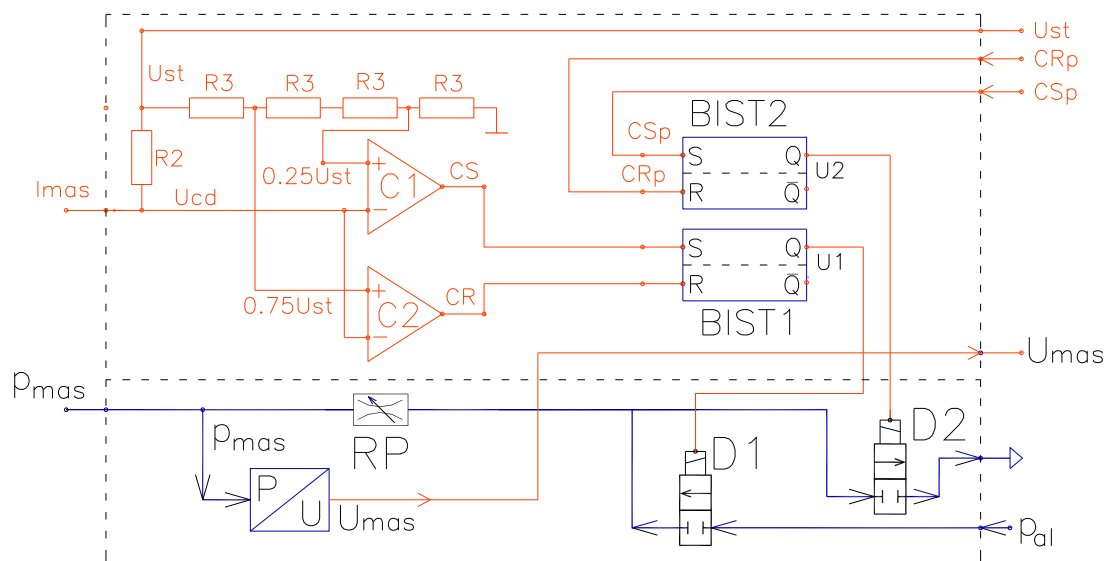 Ust
CRp
CSp
Ust
R3 R3 R3 R3
BIST2
CSp
R2
0.25Ust
+
C1
−
CS
S Q
U2
CRp
R Q̅
Imas
Ucd
S Q
U1
R Q̅
0.75Ust
+
C2
−
CR
BIST1
Umas
pmas
pmas
RP
D1
D2
P
U
Umas
pal